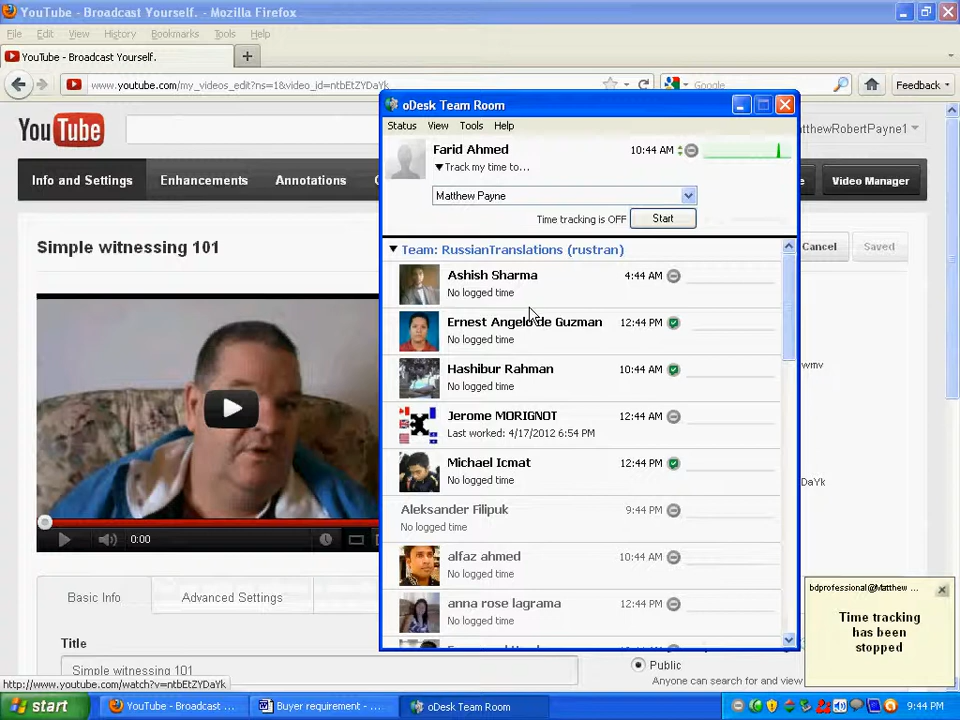 YouTube - Broadcast Yourself. - Mozilla Firefox
File Edit View History Bookmarks Tools Help
YouTube - Broadcast Yourself.
www.youtube.com/my_videos_edit?ns=1&video_id=ntbEtZYDaYk
Google
Feedback
YouTube
atthewRobertPayne1
Info and Settings
Enhancements
Annotations
Video Manager
Simple witnessing 101
Cancel
Saved
0:00
Basic Info
Advanced Settings
Title
Simple witnessing 101
wmv
DaYk
Public
Anyone can search for and view
http://www.youtube.com/watch?v=ntbEtZYDaYk
oDesk Team Room
Status View Tools Help
Farid Ahmed 10:44 AM
Track my time to...
Matthew Payne
Time tracking is OFF Start
Team: RussianTranslations (rustran)
Ashish Sharma 4:44 AM
No logged time
Ernest Angelo de Guzman 12:44 PM
No logged time
Hashibur Rahman 10:44 AM
No logged time
Jerome MORIGNOT 12:44 AM
Last worked: 4/17/2012 6:54 PM
Michael Icmat 12:44 PM
No logged time
Aleksander Filipuk 9:44 PM
No logged time
alfaz ahmed 10:44 AM
No logged time
anna rose lagrama 12:44 PM
No logged time
bdprofessional@Matthew ...
Time tracking
has been
stopped
start
YouTube - Broadcast ...
Buyer requirement - ...
oDesk Team Room
9:44 PM